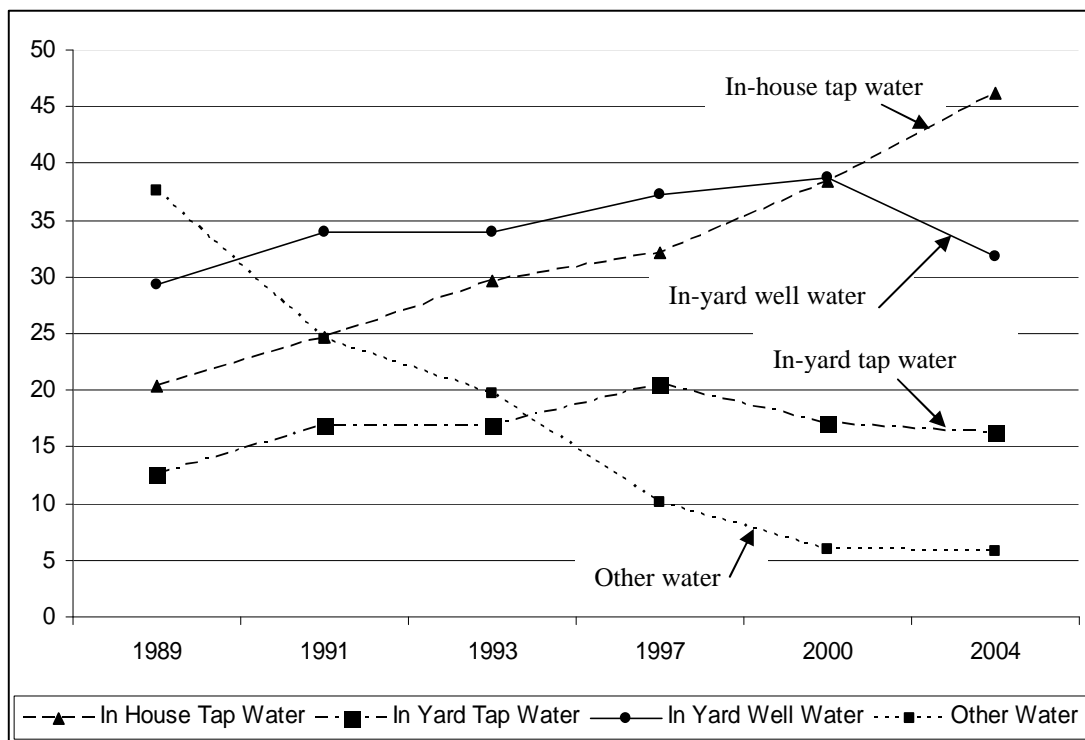 50
45
40
35
30
25
20
15
10
5
0
In-house tap water
In-yard well water
In-yard tap water
Other water
1989 1991 1993 1997 2000 2004
In House Tap Water In Yard Tap Water In Yard Well Water Other Water